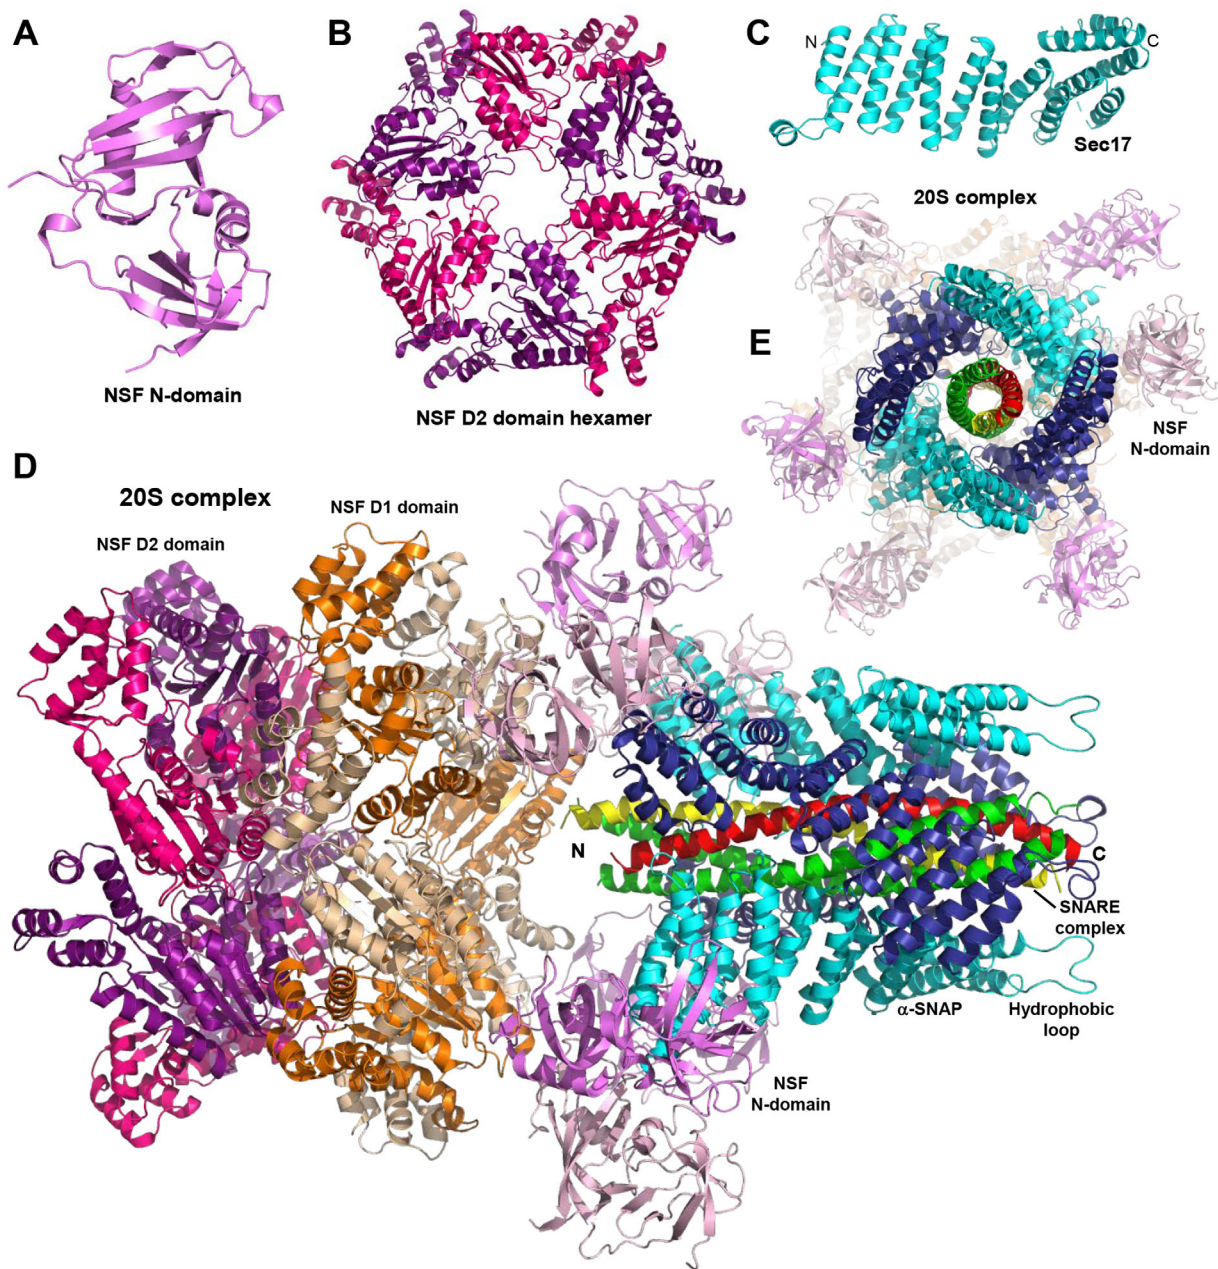 A
NSF N-domain
B
NSF D2 domain hexamer
C
N
C
Sec17
20S complex
E
NSF
N-domain
D
20S complex
NSF D2 domain
NSF D1 domain
N
C
SNARE
complex
α-SNAP
Hydrophobic
loop
NSF
N-domain